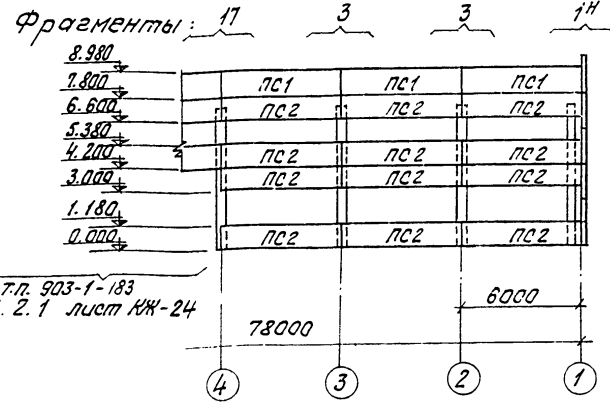 Фрагменты: 17 3 3 1н
8.980
7.800 ПС1 ПС1 ПС1
6.600 ПС2 ПС2 ПС2
5.380
4.200 ПС2 ПС2 ПС2
3.000 ПС2 ПС2 ПС2
1.180
0.000 ПС2 ПС2 ПС2
т.п. 903-1-183
. 2.1 лист КЖ-24
6000
78000
4 3 2 1